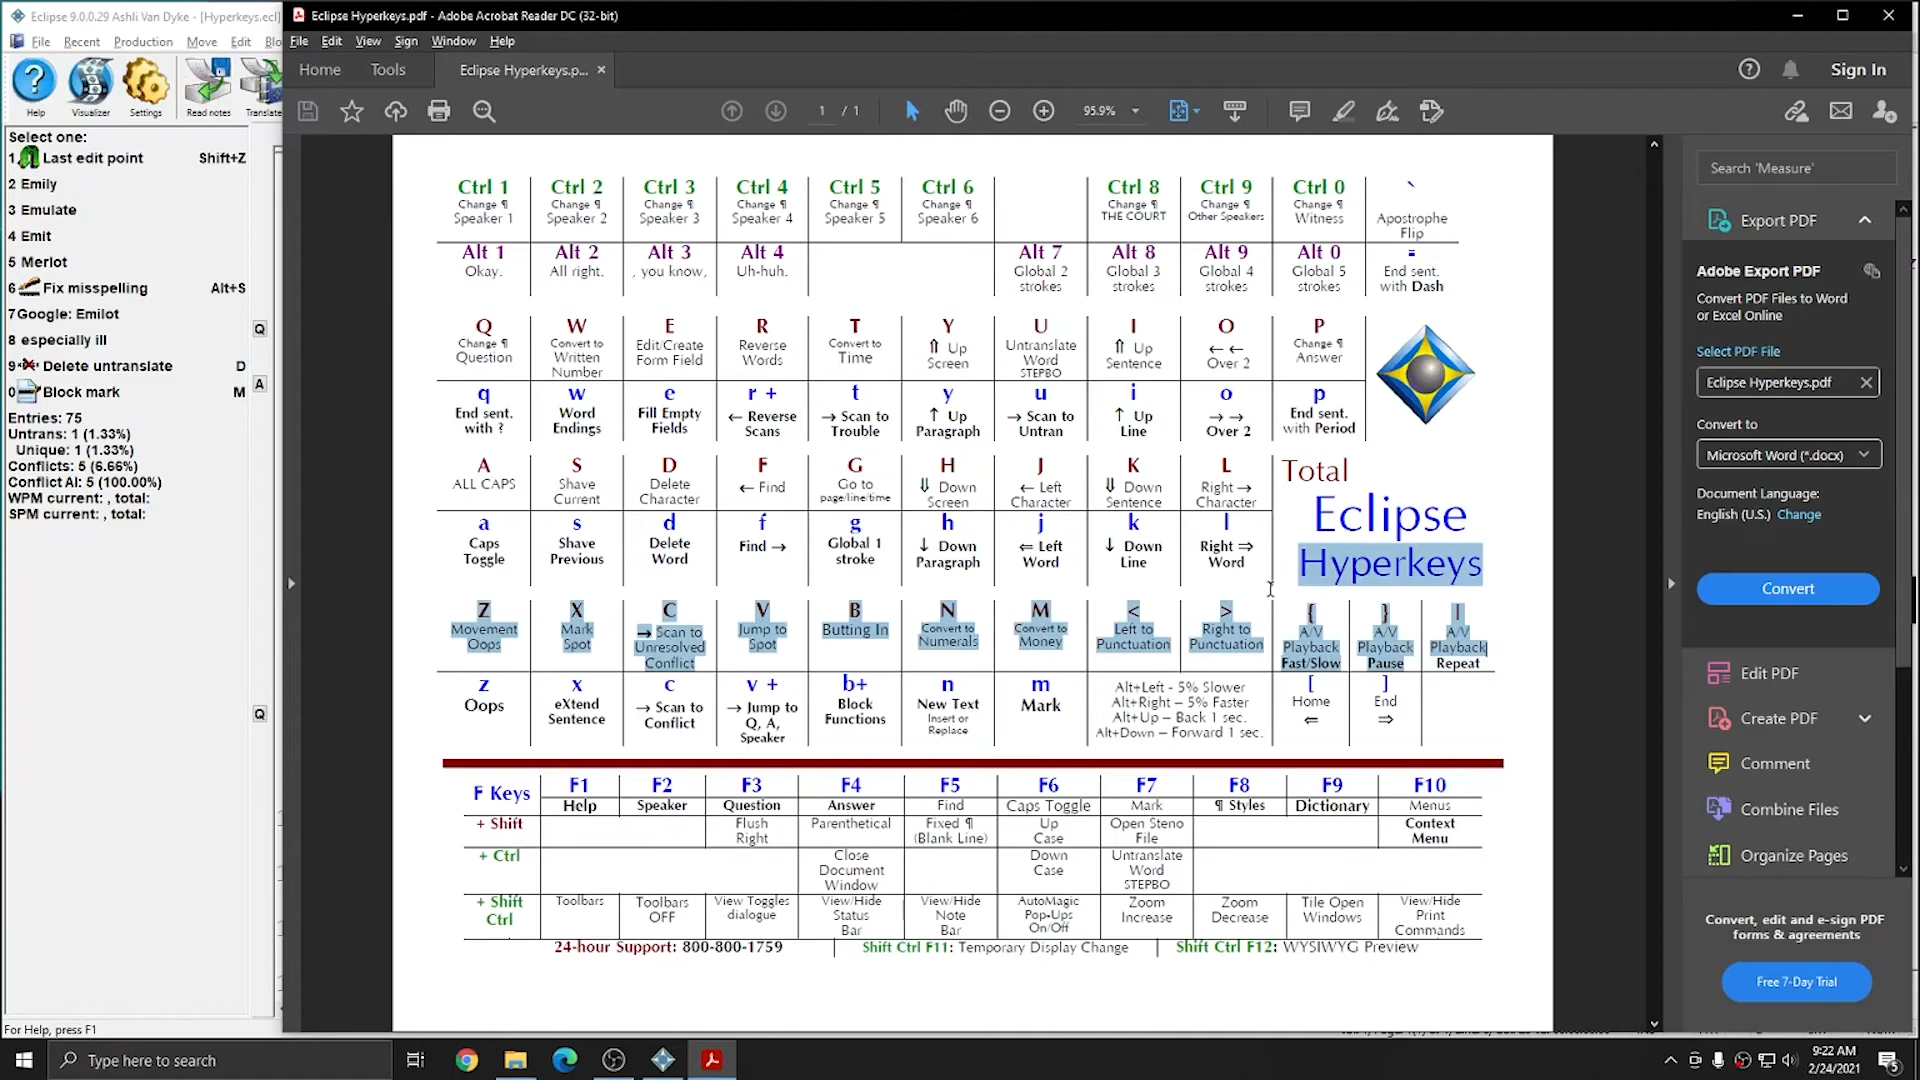 Eclipse 9.0.0.29 Ashli Van Dyke - [Hyperkeys.ecl]
File Recent Production Move Edit Blo
Help Visualizer Settings Read notes Translate
Select one:
1 Last edit point Shift+Z
2 Emily
3 Emulate
4 Emit
5 Merlot
6 Fix misspelling Alt+S
7 Google: Emilot
8 especially ill
9 Delete untranslate D
0 Block mark M
Entries: 75
Untrans: 1 (1.33%)
Unique: 1 (1.33%)
Conflicts: 5 (6.66%)
Conflict AI: 5 (100.00%)
WPM current: , total:
SPM current: , total:
Q
A
Q
For Help, press F1
Eclipse Hyperkeys.pdf - Adobe Acrobat Reader DC (32-bit)
File Edit View Sign Window Help
Home Tools Eclipse Hyperkeys.p... × Sign In
1 / 1 95.9%
Ctrl 1 Ctrl 2 Ctrl 3 Ctrl 4 Ctrl 5 Ctrl 6 Ctrl 8 Ctrl 9 Ctrl 0 `
Change ¶ Change ¶ Change ¶ Change ¶ Change ¶ Change ¶ Change ¶ Change ¶ Change ¶
Speaker 1 Speaker 2 Speaker 3 Speaker 4 Speaker 5 Speaker 6 THE COURT Other Speakers Witness Apostrophe
Flip
Alt 1 Alt 2 Alt 3 Alt 4 Alt 7 Alt 8 Alt 9 Alt 0 =
Okay. All right. , you know, Uh-huh. Global 2 Global 3 Global 4 Global 5 End sent.
strokes strokes strokes strokes with Dash
Q W E R T Y U I O P
Change ¶ Convert to Edit/Create Reverse Convert to ⇑ Up Untranslate ⇑ Up ← ← Change ¶
Question Written Form Field Words Time Screen Word Sentence Over 2 Answer
Number STEPBO
q w e r + t y u i o p
End sent. Word Fill Empty ← Reverse → Scan to ↑ Up → Scan to ↑ Up → → End sent.
with ? Endings Fields Scans Trouble Paragraph Untran Line Over 2 with Period
A S D F G H J K L
ALL CAPS Shave Delete ← Find Go to ⇓ Down ← Left ⇓ Down Right →
Current Character page/line/time Screen Character Sentence Character
a s d f g h j k l
Caps Shave Delete Find → Global 1 ↓ Down ⇐ Left ↓ Down Right ⇒
Toggle Previous Word stroke Paragraph Word Line Word
Total
Eclipse
Hyperkeys
Z X C V B N M < > { } |
Movement Mark → Scan to Jump to Butting In Convert to Convert to Left to Right to A/V A/V A/V
Oops Spot Unresolved Spot Numerals Money Punctuation Punctuation Playback Playback Playback
Conflict Fast/Slow Pause Repeat
z x c v + b+ n m [ ]
Oops eXtend → Scan to → Jump to Block New Text Mark Home End
Sentence Conflict Q, A, Functions Insert or ⇐ ⇒
Speaker Replace
Alt+Left - 5% Slower
Alt+Right – 5% Faster
Alt+Up – Back 1 sec.
Alt+Down – Forward 1 sec.
F Keys F1 F2 F3 F4 F5 F6 F7 F8 F9 F10
Help Speaker Question Answer Find Caps Toggle Mark ¶ Styles Dictionary Menus
+ Shift Flush Parenthetical Fixed ¶ Up Open Steno Context
Right (Blank Line) Case File Menu
+ Ctrl Close Down Untranslate
Document Case Word
Window STEPBO
+ Shift Toolbars Toolbars View Toggles View/Hide View/Hide AutoMagic Zoom Zoom Tile Open View/Hide
Ctrl OFF dialogue Status Note Pop-Ups Increase Decrease Windows Print
Bar Bar On/Off Commands
24-hour Support: 800-800-1759 Shift Ctrl F11: Temporary Display Change Shift Ctrl F12: WYSIWYG Preview
Search 'Measure'
Export PDF
Adobe Export PDF
Convert PDF Files to Word
or Excel Online
Select PDF File
Eclipse Hyperkeys.pdf ×
Convert to
Microsoft Word (*.docx)
Document Language:
English (U.S.) Change
Convert
Edit PDF
Create PDF
Comment
Combine Files
Organize Pages
Convert, edit and e-sign PDF
forms & agreements
Free 7-Day Trial
Type here to search
9:22 AM
2/24/2021
5